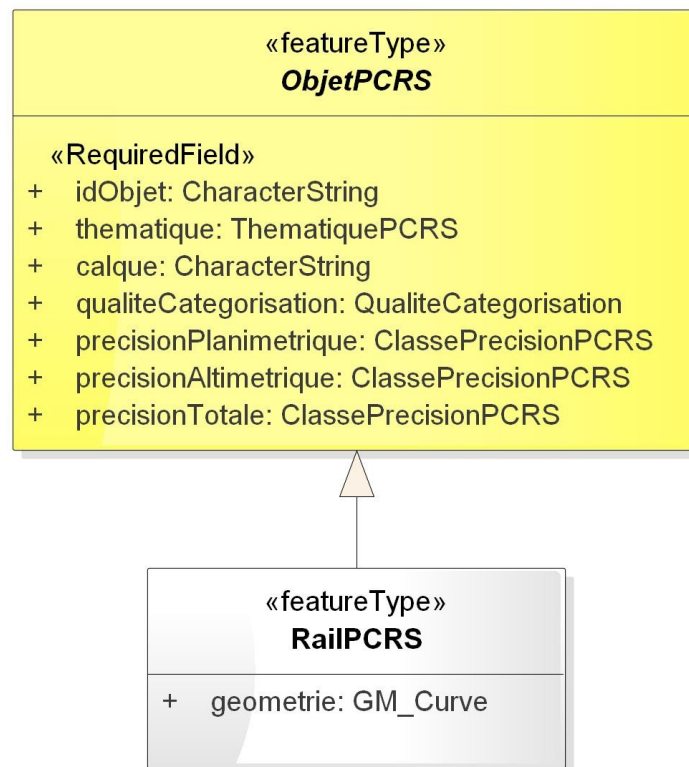 «featureType»
ObjetPCRS
«RequiredField»
+ idObjet: CharacterString
+ thematique: ThematiquePCRS
+ calque: CharacterString
+ qualiteCategorisation: QualiteCategorisation
+ precisionPlanimetrique: ClassePrecisionPCRS
+ precisionAltimetrique: ClassePrecisionPCRS
+ precisionTotale: ClassePrecisionPCRS
«featureType»
RailPCRS
+ geometrie: GM_Curve